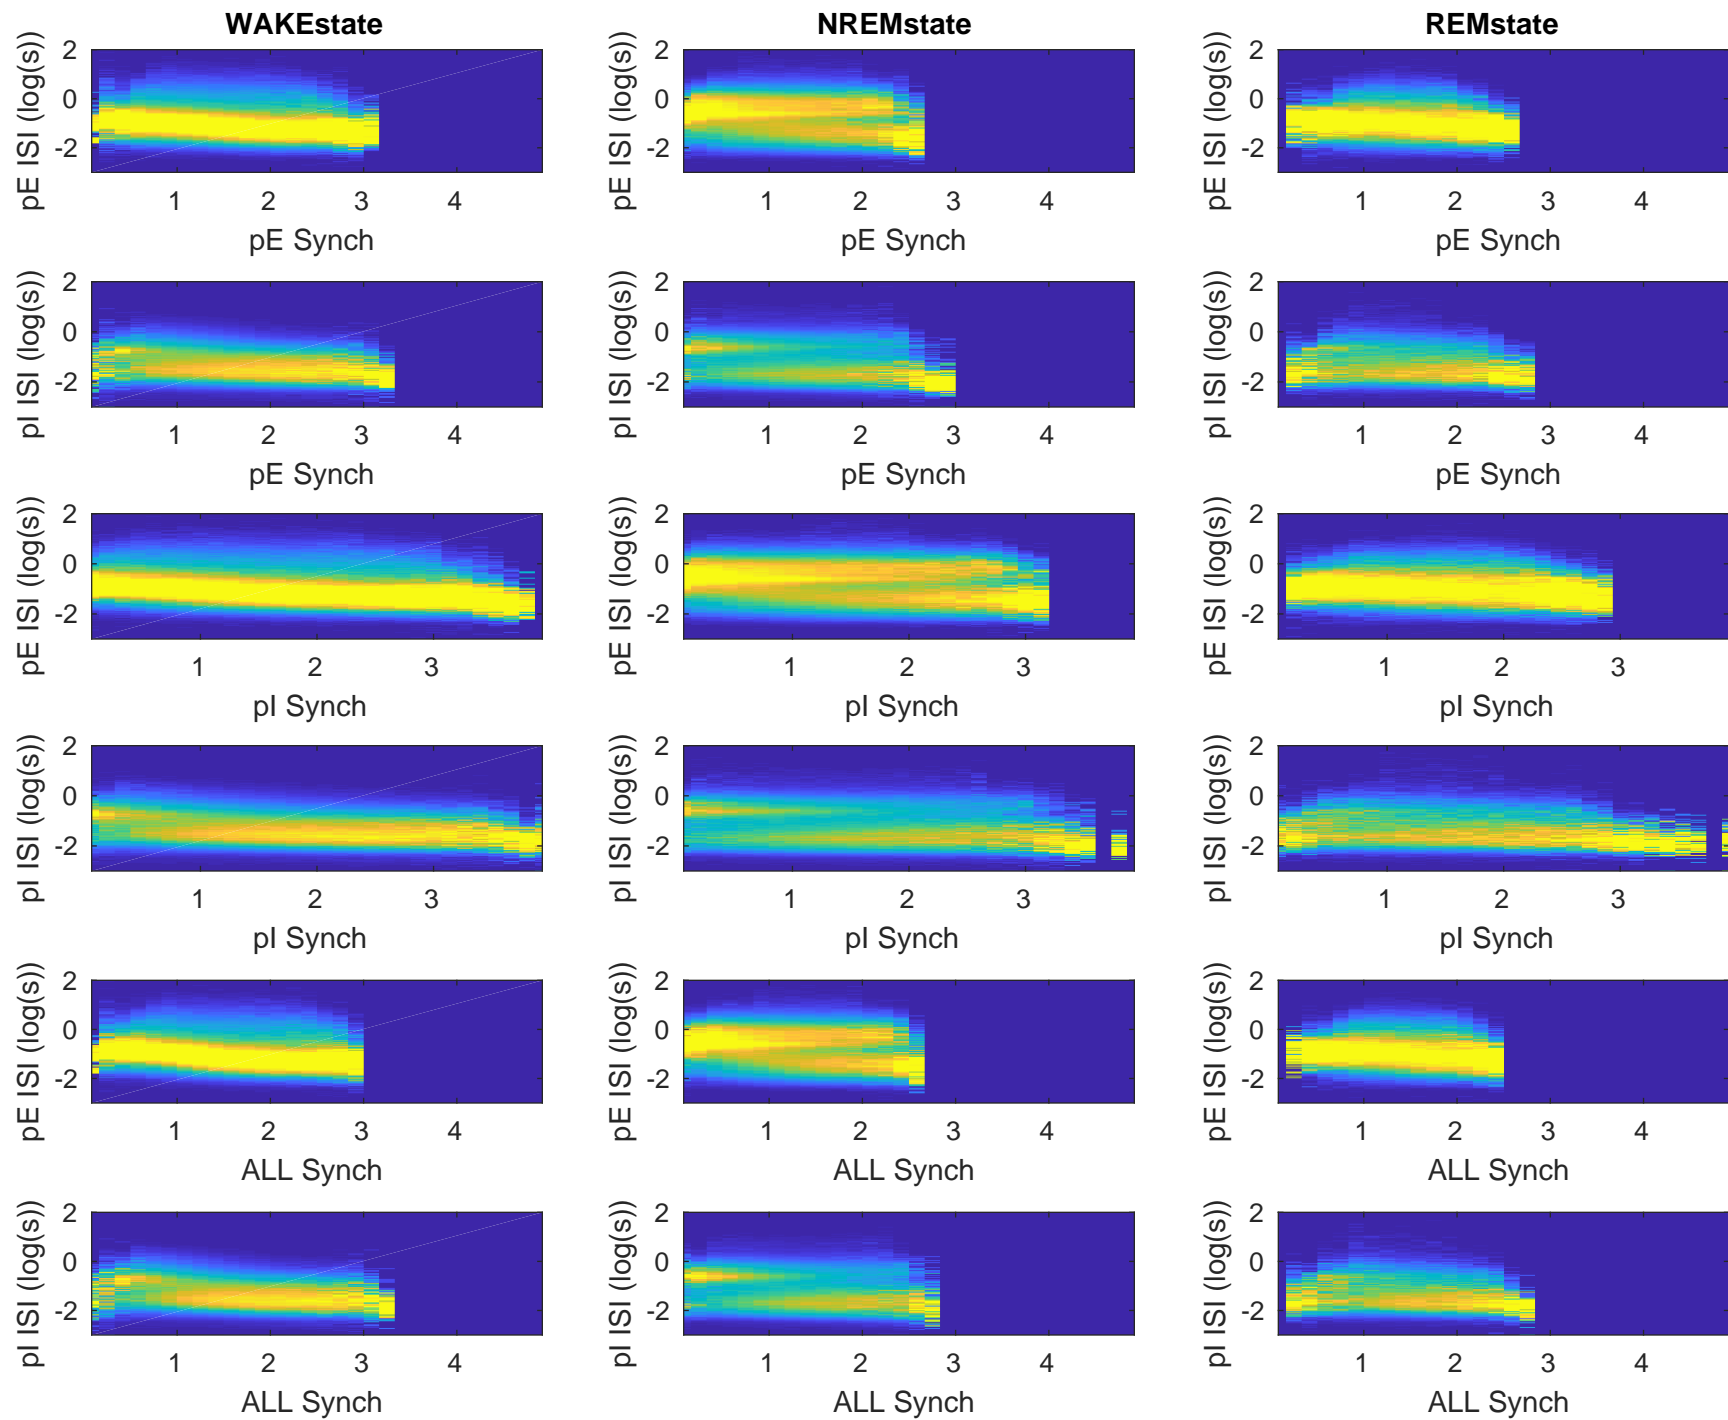 WAKEstate NREMstate REMstate
2 2 2
0 0 0
-2 -2 -2
pE ISI (log(s)) pE ISI (log(s)) pE ISI (log(s))
1 2 3 4 1 2 3 4 1 2 3 4
pE Synch pE Synch pE Synch
2 2 2
0 0 0
-2 -2 -2
pI ISI (log(s)) pI ISI (log(s)) pI ISI (log(s))
1 2 3 4 1 2 3 4 1 2 3 4
pE Synch pE Synch pE Synch
2 2 2
0 0 0
-2 -2 -2
pE ISI (log(s)) pE ISI (log(s)) pE ISI (log(s))
1 2 3 1 2 3 1 2 3
pI Synch pI Synch pI Synch
2 2 2
0 0 0
-2 -2 -2
pI ISI (log(s)) pI ISI (log(s)) pI ISI (log(s))
1 2 3 1 2 3 1 2 3
pI Synch pI Synch pI Synch
2 2 2
0 0 0
-2 -2 -2
pE ISI (log(s)) pE ISI (log(s)) pE ISI (log(s))
1 2 3 4 1 2 3 4 1 2 3 4
ALL Synch ALL Synch ALL Synch
2 2 2
0 0 0
-2 -2 -2
pI ISI (log(s)) pI ISI (log(s)) pI ISI (log(s))
1 2 3 4 1 2 3 4 1 2 3 4
ALL Synch ALL Synch ALL Synch